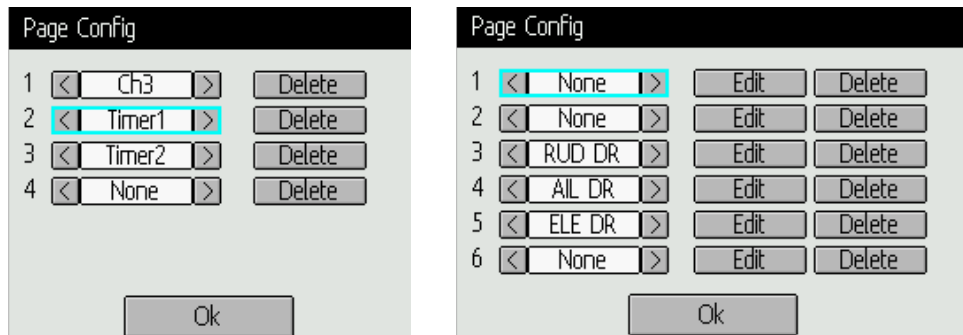 Page Config
1 < Ch3 > Delete
2 < Timer1 > Delete
3 < Timer2 > Delete
4 < None > Delete
Ok
Page Config
1 < None > Edit Delete
2 < None > Edit Delete
3 < RUD DR > Edit Delete
4 < AIL DR > Edit Delete
5 < ELE DR > Edit Delete
6 < None > Edit Delete
Ok